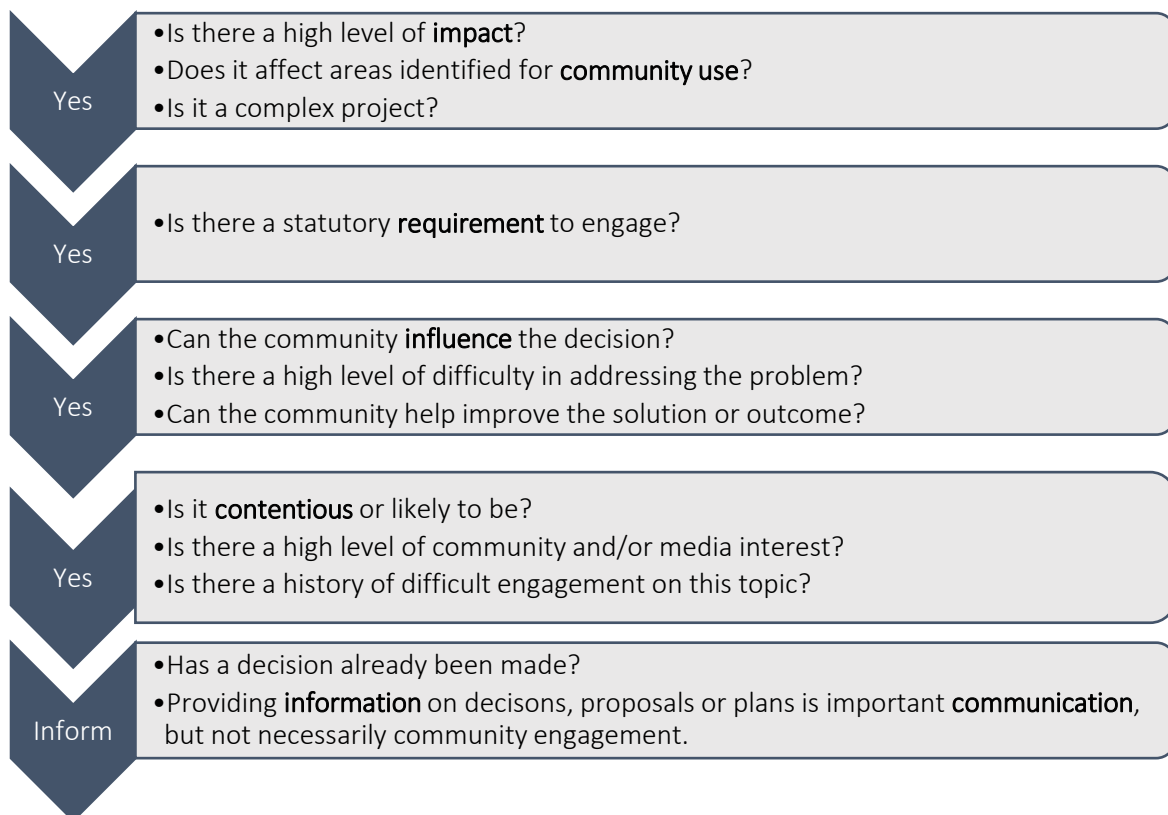 •Is there a high level of impact?
•Does it affect areas identified for community use?
Yes
•Is it a complex project?
•Is there a statutory requirement to engage?
Yes
•Can the community influence the decision?
•Is there a high level of difficulty in addressing the problem?
Yes
•Can the community help improve the solution or outcome?
•Is it contentious or likely to be?
•Is there a high level of community and/or media interest?
Yes
•Is there a history of difficult engagement on this topic?
•Has a decision already been made?
•Providing information on decisons, proposals or plans is important communication,
Inform
but not necessarily community engagement.